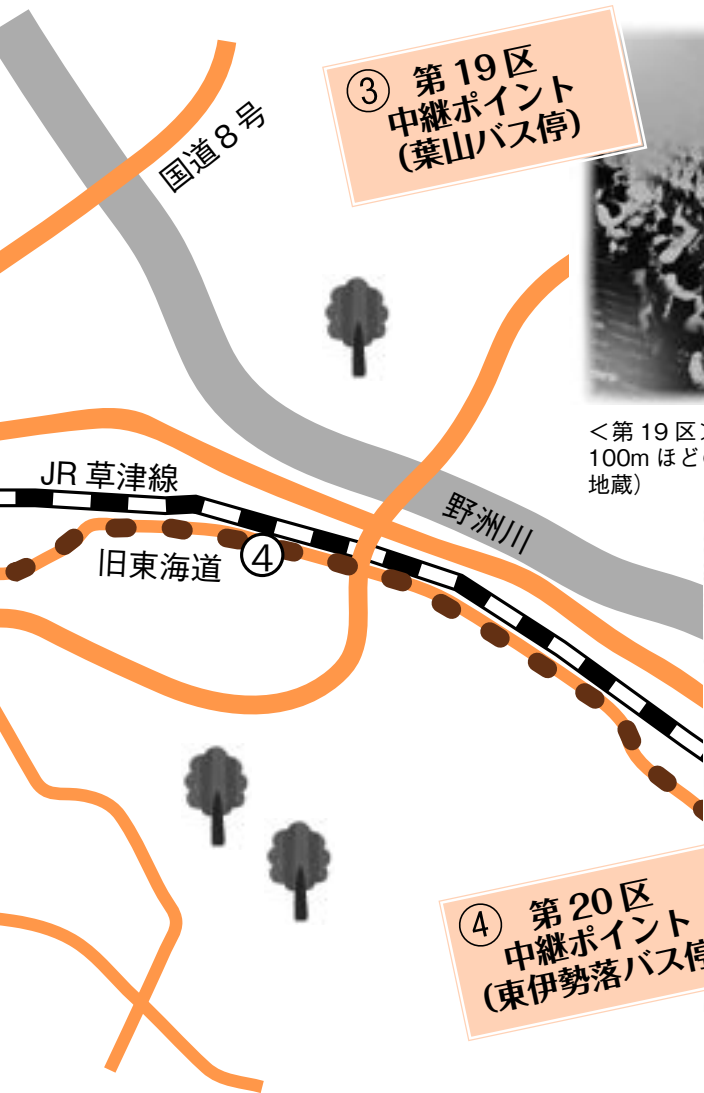 ③ 第19区
中継ポイント
(葉山バス停)
国道8号
＜第19区
100mほど
地蔵）
JR 草津線
野洲川
旧東海道
④
④ 第20区
中継ポイント
(東伊勢落バス停